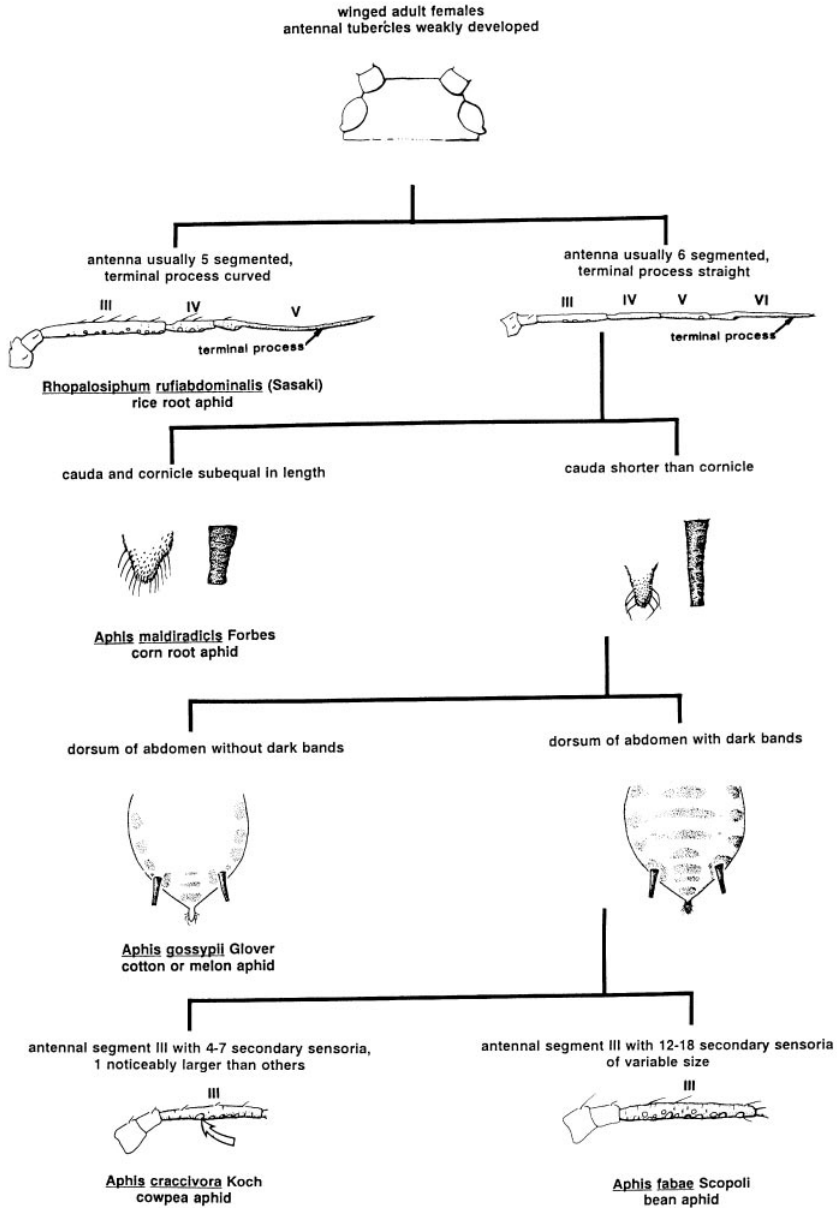 winged adult females
antennal tubercles weakly developed
antenna usually 5 segmented,
terminal process curved
antenna usually 6 segmented,
terminal process straight
III
IV
V
terminal process
III
IV
V
VI
terminal process
Rhopalosiphum rufiabdominalis (Sasaki)
rice root aphid
cauda and cornicle subequal in length
cauda shorter than cornicle
Aphis maidiradicis Forbes
corn root aphid
dorsum of abdomen without dark bands
dorsum of abdomen with dark bands
Aphis gossypii Glover
cotton or melon aphid
antennal segment III with 4-7 secondary sensoria,
1 noticeably larger than others
antennal segment III with 12-18 secondary sensoria
of variable size
III
III
Aphis craccivora Koch
cowpea aphid
Aphis fabae Scopoli
bean aphid